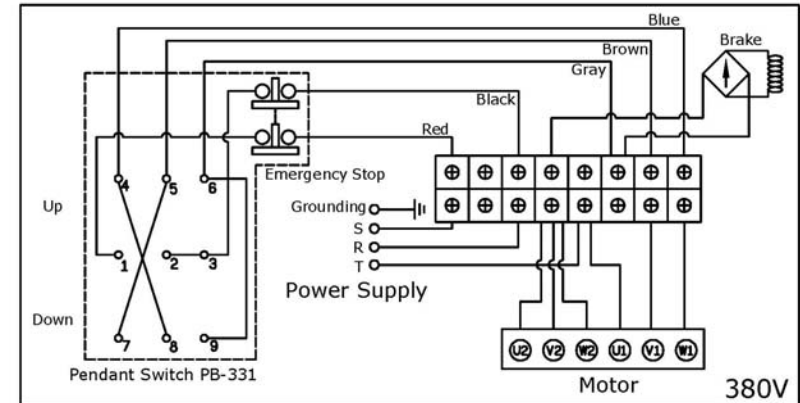 Blue
Brown
Brake
Gray
Black
Red
Emergency Stop
4 5 6
Up
Grounding
S
R
T
1 2 3
Power Supply
Down
7 8 9
U2 V2 W2 U1 V1 W1
Pendant Switch PB-331
Motor
380V